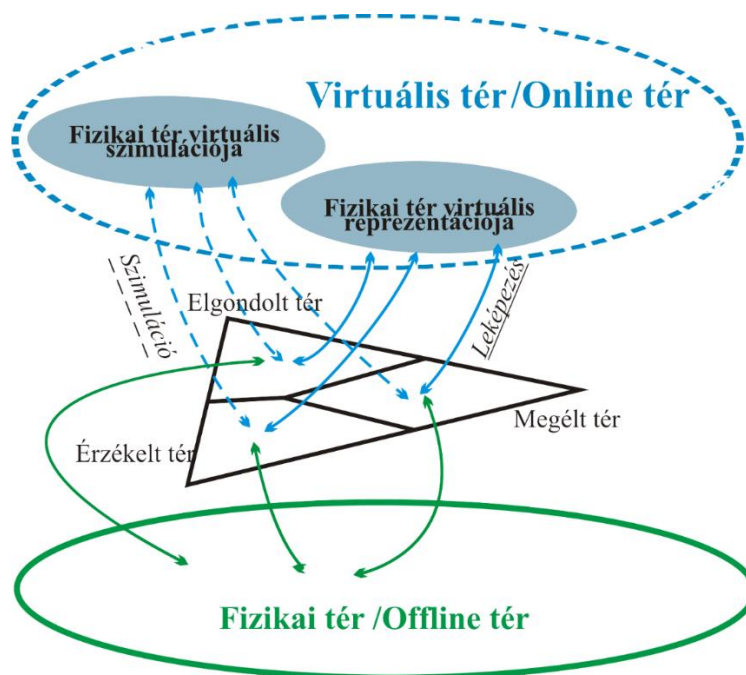 Virtuális tér/Online tér
Fizikai tér virtuális
szimulációja
Fizikai tér virtuális
reprezentációja
Szimuláció
Leképezés
Elgondolt tér
Megélt tér
Érzékelt tér
Fizikai tér /Offline tér